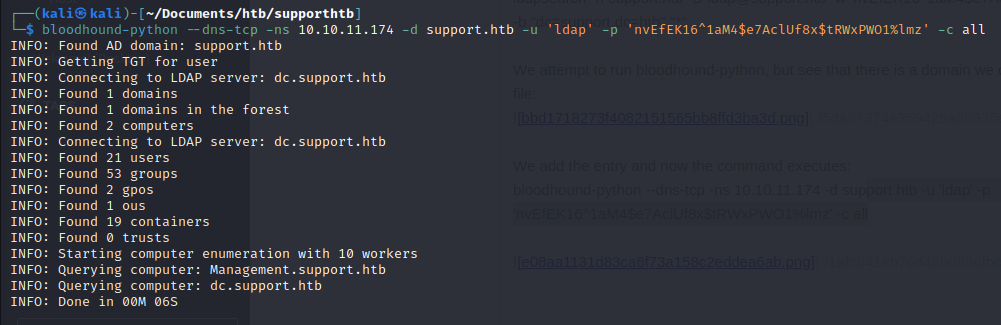 (kali㉿kali)-[~/Documents/htb/supporthtb]
$ bloodhound-python --dns-tcp -ns 10.10.11.174 -d support.htb -u 'ldap' -p 'nvEfEK16^1aM4$e7AclUf8x$tRWxPWO1%lmz' -c all
INFO: Found AD domain: support.htb
INFO: Getting TGT for user
INFO: Connecting to LDAP server: dc.support.htb
INFO: Found 1 domains
INFO: Found 1 domains in the forest
INFO: Found 2 computers
INFO: Connecting to LDAP server: dc.support.htb
INFO: Found 21 users
INFO: Found 53 groups
INFO: Found 2 gpos
INFO: Found 1 ous
INFO: Found 19 containers
INFO: Found 0 trusts
INFO: Starting computer enumeration with 10 workers
INFO: Querying computer: Management.support.htb
INFO: Querying computer: dc.support.htb
INFO: Done in 00M 06S
We attempt to run bloodhound-python, but see that there is a domain we
file:
We add the entry and now the command executes:
bloodhound-python --dns-tcp -ns 10.10.11.174 -d support.htb -u 'ldap' -p
'nvEfEK16^1aM4$e7AclUf8x$tRWxPWO1%lmz' -c all